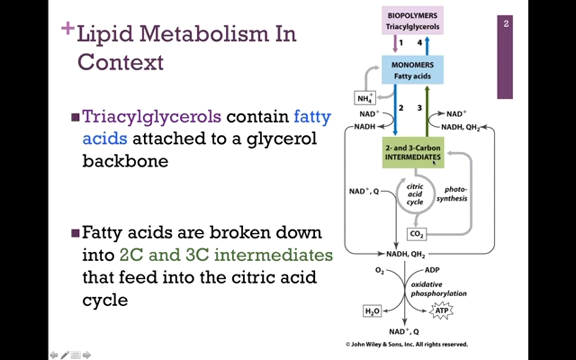 +Lipid Metabolism In
Context
■Triacylglycerols contain fatty
acids attached to a glycerol
backbone
■Fatty acids are broken down
into 2C and 3C intermediates
that feed into the citric acid
cycle
2
BIOPOLYMERS
Triacylglycerols
1 4
MONOMERS
Fatty acids
NH4+
NAD+ 2 3 NAD+
NADH NADH, QH2
2- and 3-Carbon
INTERMEDIATES
NAD+, Q
citric
acid
cycle
photo-
synthesis
CO2
NADH, QH2
O2 ADP
oxidative
phosphorylation
H2O ATP
NAD+, Q
© John Wiley & Sons, Inc. All rights reserved.